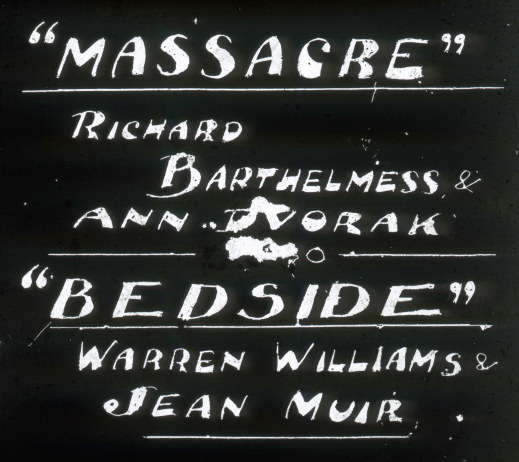 “MASSACRE”
RICHARD
BARTHELMESS &
ANN DVORAK
“BEDSIDE”
WARREN WILLIAMS &
JEAN MUIR